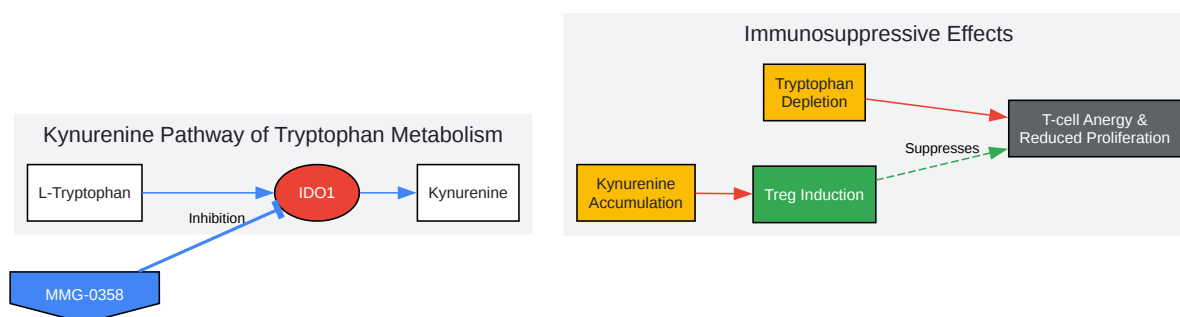 Kynurenine Pathway of Tryptophan Metabolism
L-Tryptophan
IDO1
Kynurenine
Inhibition
MMG-0358
Immunosuppressive Effects
Tryptophan
Depletion
T-cell Anergy &
Reduced Proliferation
Suppresses
Kynurenine
Accumulation
Treg Induction